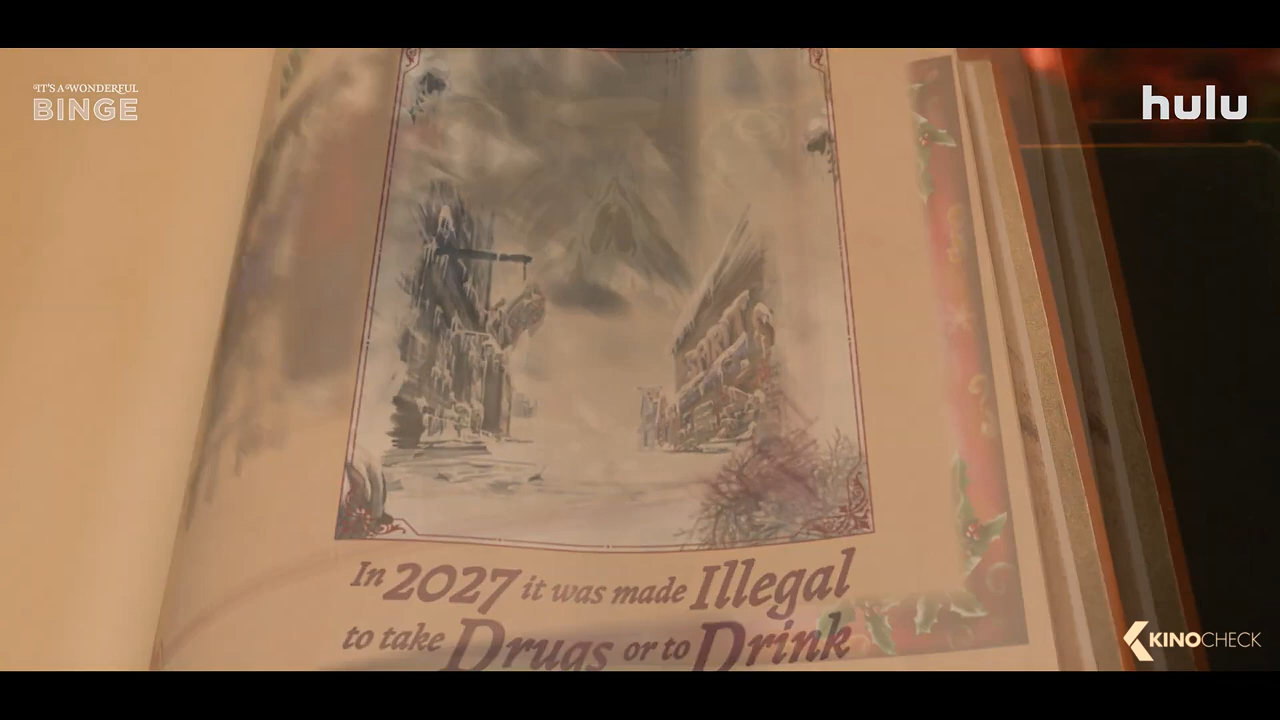 IT'S A WONDERFUL
BINGE
hulu
In 2027 it was made Illegal
to take Drugs or to Drink
KINOCHECK